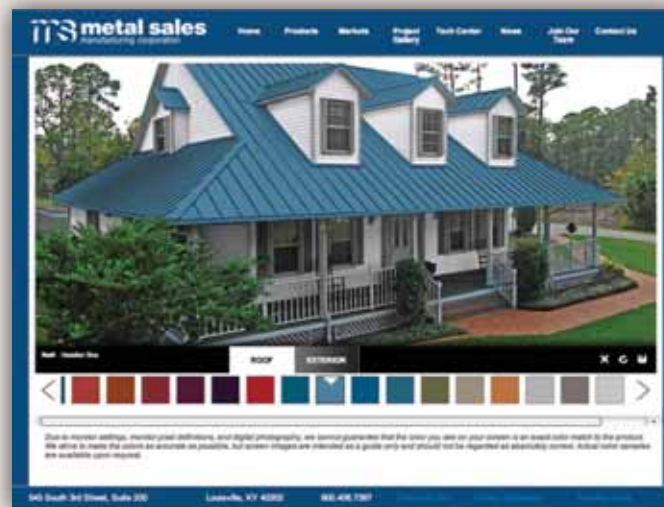 ms metal sales
manufacturing corporation
Home Products Markets Project Gallery Tech Center News Join Our Team Contact Us
ROOF EXTERIOR
Due to monitor settings, monitor pixel definitions, and digital photography, we cannot guarantee that the color you see on your screen is an exact color match to the product.
We strive to make the colors as accurate as possible, but screen images are intended as a guide only and should not be regarded as absolutely correct. Actual color samples
are available upon request.
545 South 3rd Street, Suite 200 Louisville, KY 40202 800.406.7387